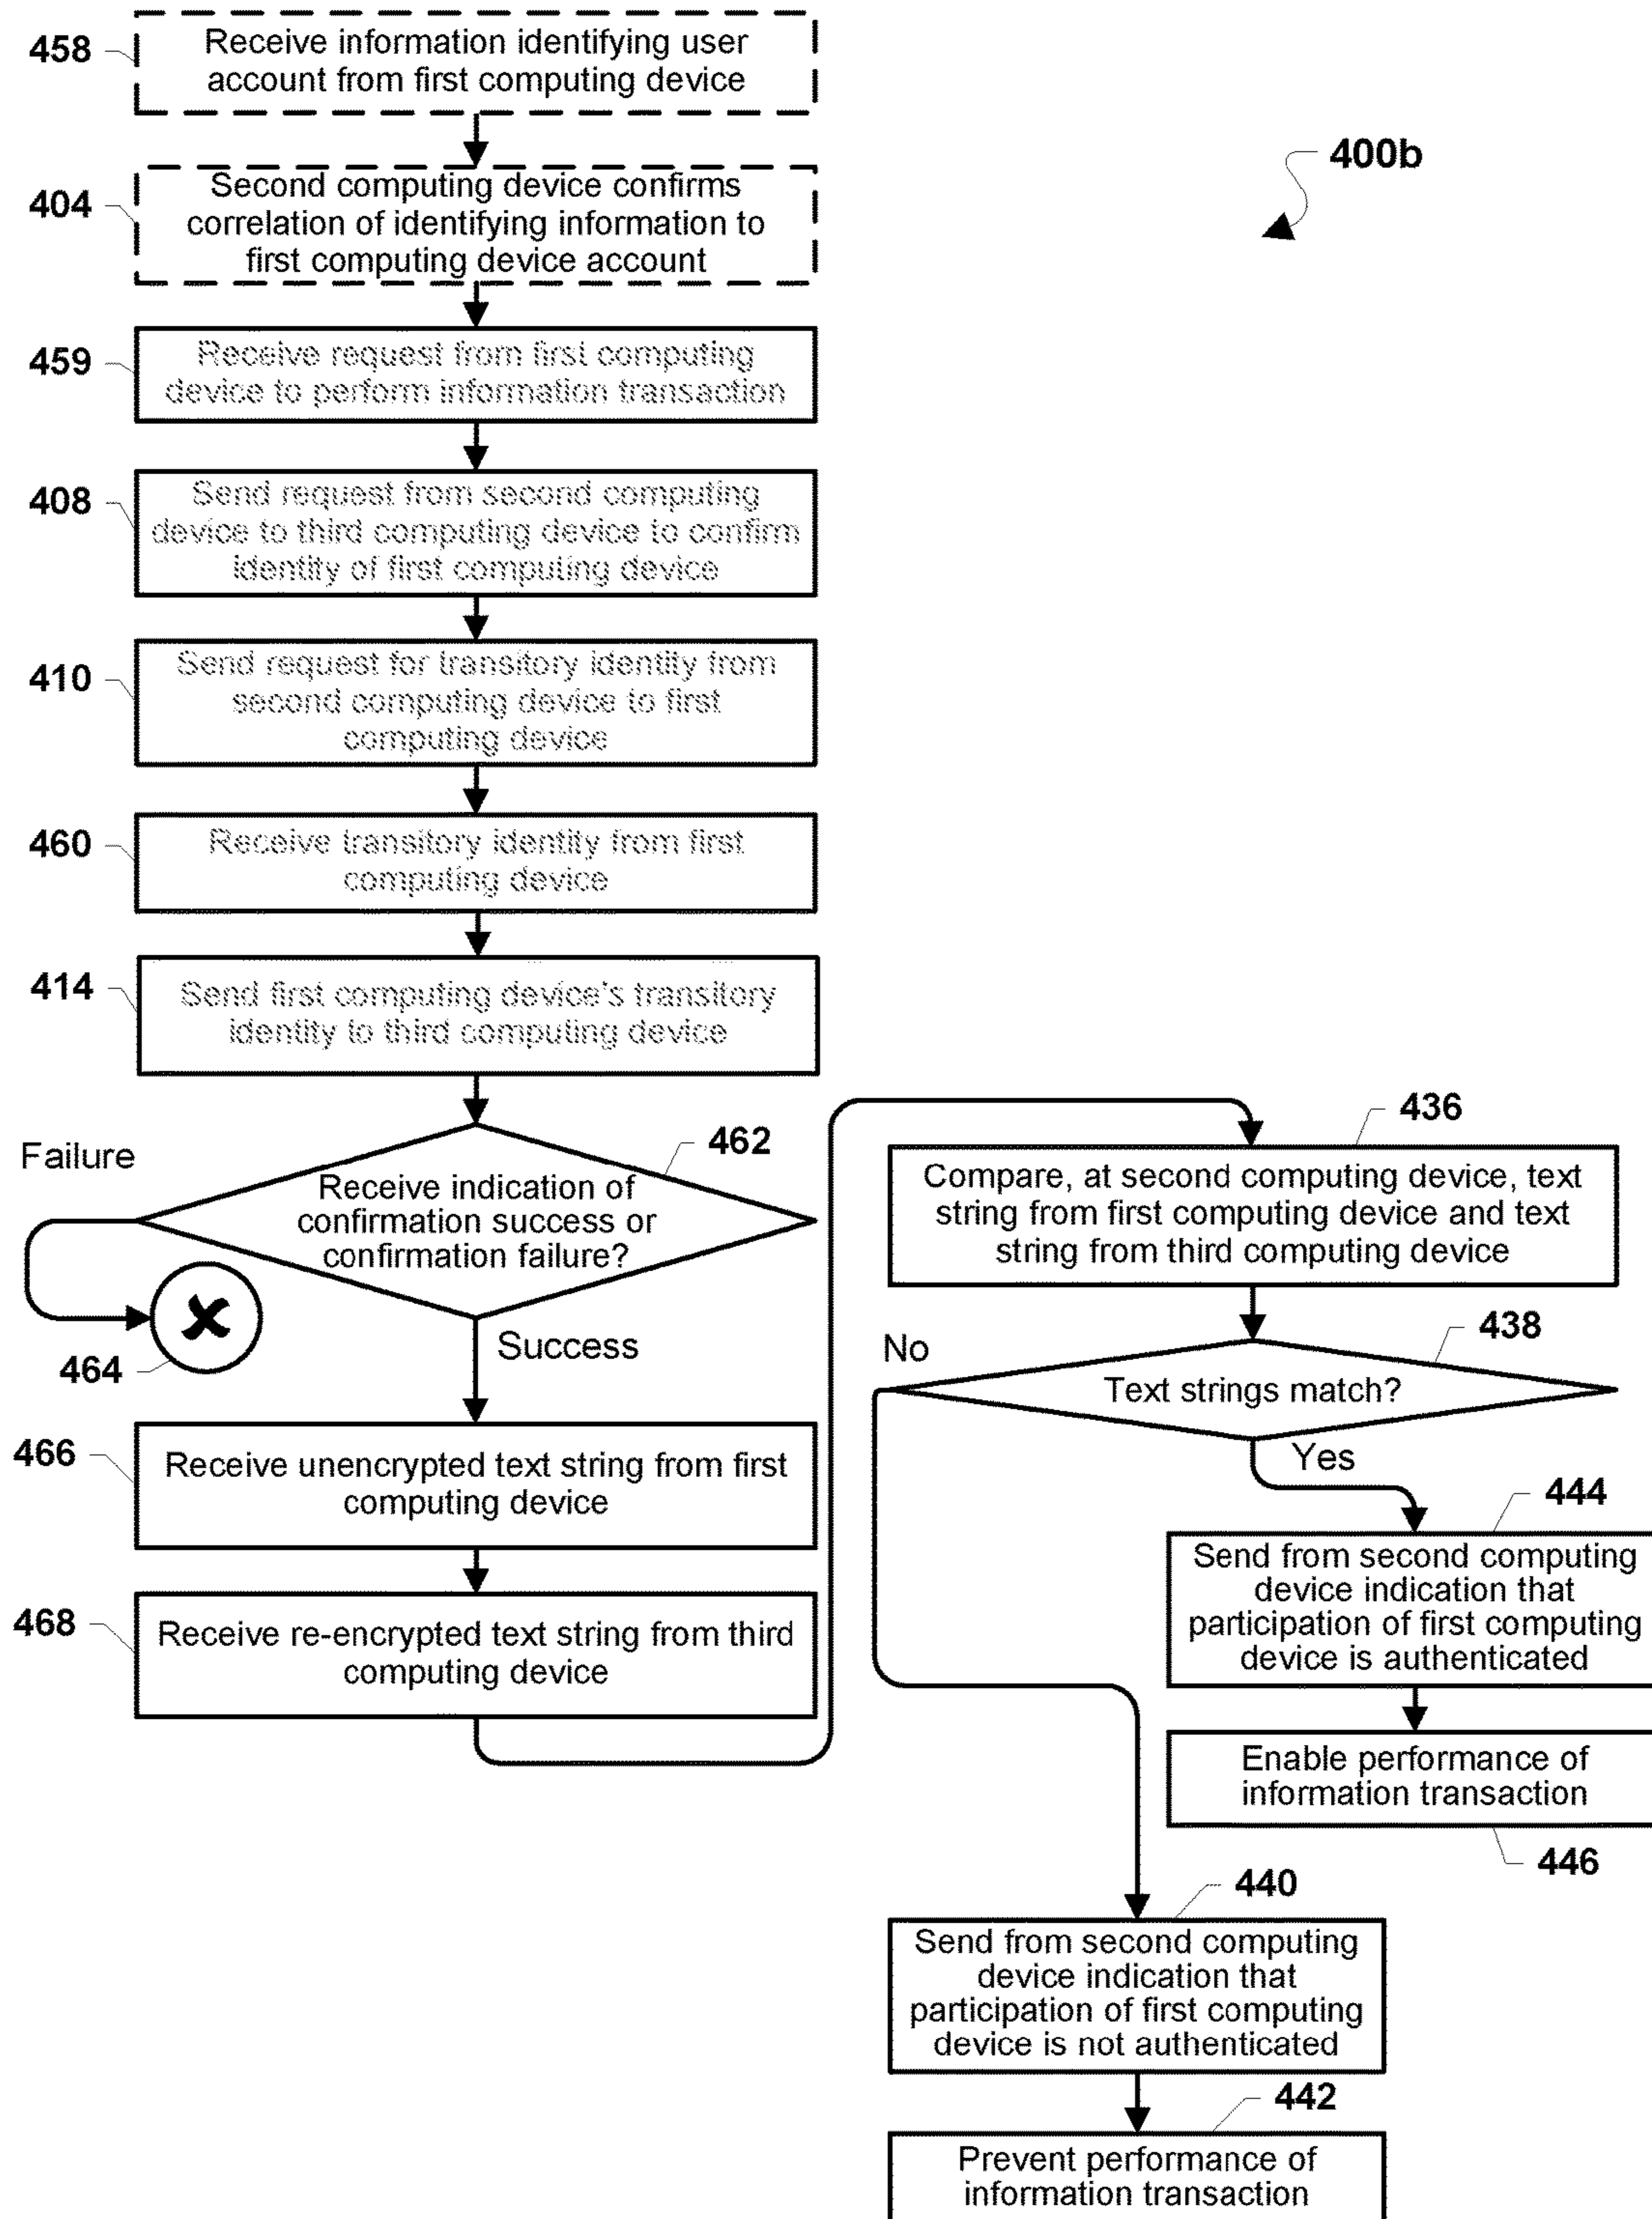 458
Receive information identifying user
account from first computing device
400b
404
Second computing device confirms
correlation of identifying information to
first computing device account
459
Receive request from first computing
device to perform information transaction
408
Send request from second computing
device to third computing device to confirm
identity of first computing device
410
Send request for transitory identity from
second computing device to first
computing device
460
Receive transitory identity from first
computing device
414
Send first computing device's transitory
identity to third computing device
Failure
462
Receive indication of
confirmation success or
confirmation failure?
464
Success
466
Receive unencrypted text string from first
computing device
468
Receive re-encrypted text string from third
computing device
436
Compare, at second computing device, text
string from first computing device and text
string from third computing device
438
No
Text strings match?
Yes
444
Send from second computing
device indication that
participation of first computing
device is authenticated
Enable performance of
information transaction
446
440
Send from second computing
device indication that
participation of first computing
device is not authenticated
442
Prevent performance of
information transaction